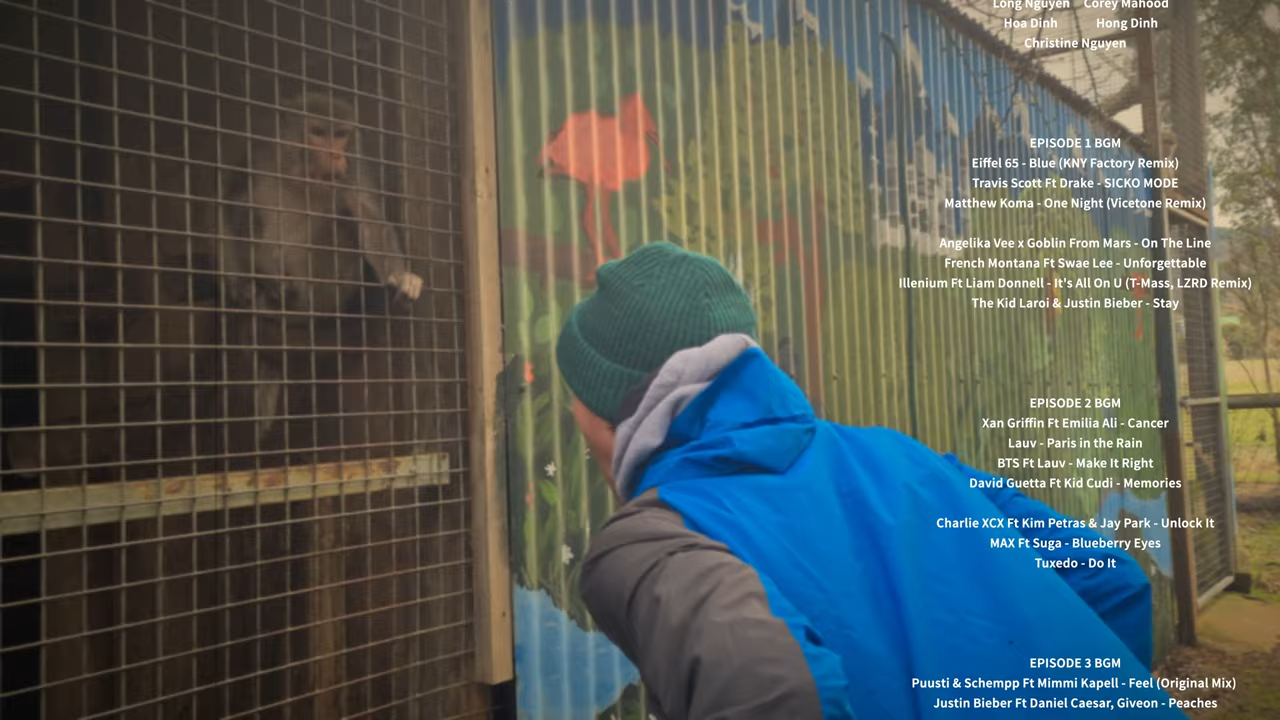 Long Nguyen Corey Mahood
Hoa Dinh Hong Dinh
Christine Nguyen
EPISODE 1 BGM
Eiffel 65 - Blue (KNY Factory Remix)
Travis Scott Ft Drake - SICKO MODE
Matthew Koma - One Night (Vicetone Remix)
Angelika Vee x Goblin From Mars - On The Line
French Montana Ft Swae Lee - Unforgettable
Illenium Ft Liam Donnell - It's All On U (T-Mass, LZRD Remix)
The Kid Laroi & Justin Bieber - Stay
EPISODE 2 BGM
Xan Griffin Ft Emilia Ali - Cancer
Lauv - Paris in the Rain
BTS Ft Lauv - Make It Right
David Guetta Ft Kid Cudi - Memories
Charlie XCX Ft Kim Petras & Jay Park - Unlock It
MAX Ft Suga - Blueberry Eyes
Tuxedo - Do It
EPISODE 3 BGM
Puusti & Schempp Ft Mimmi Kapell - Feel (Original Mix)
Justin Bieber Ft Daniel Caesar, Giveon - Peaches